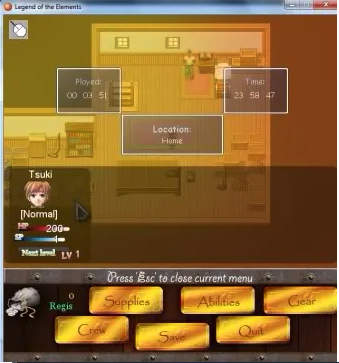 Legend of the Elements
Played:
00 03 51
Time:
23 58 47
Location:
Home
Tsuki
[Normal]
HP 200
SP
Next level LV 1
Press 'Esc' to close current menu
0
Regis
Supplies
Abilities
Gear
Crew
Save
Quit